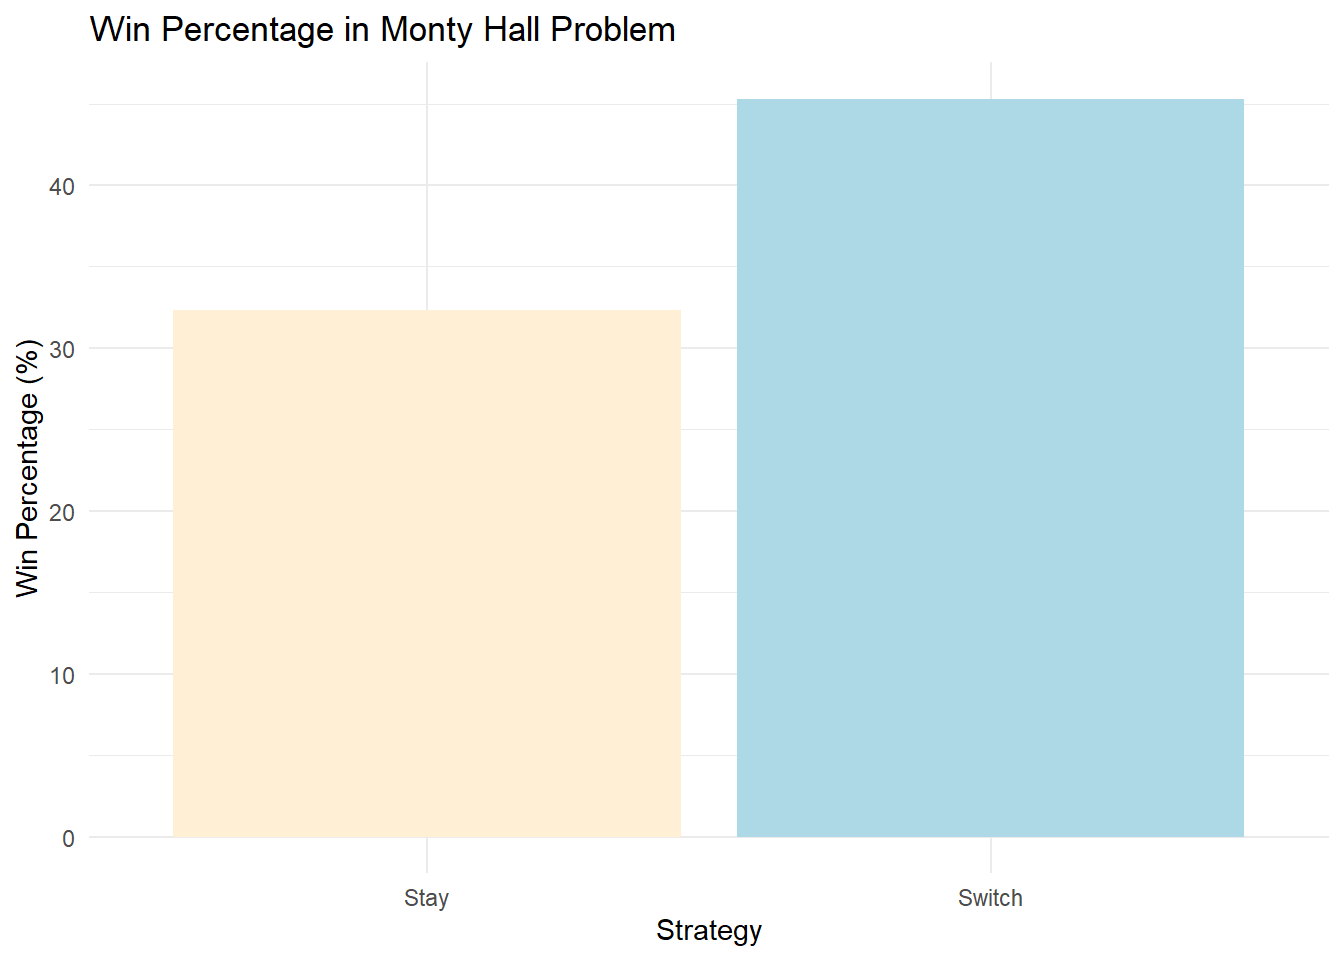 Win Percentage in Monty Hall Problem
Win Percentage (%)
40
30
20
10
0
Stay
Switch
Strategy